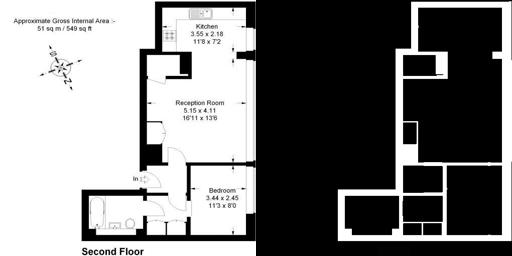 Approximate Gross Internal Area :-
51 sq m / 549 sq ft
Kitchen
3.55 x 2.18
11'8 x 7'2
N
Reception Room
5.15 x 4.11
16'11 x 13'6
In
Bedroom
3.44 x 2.45
11'3 x 8'0
Second Floor